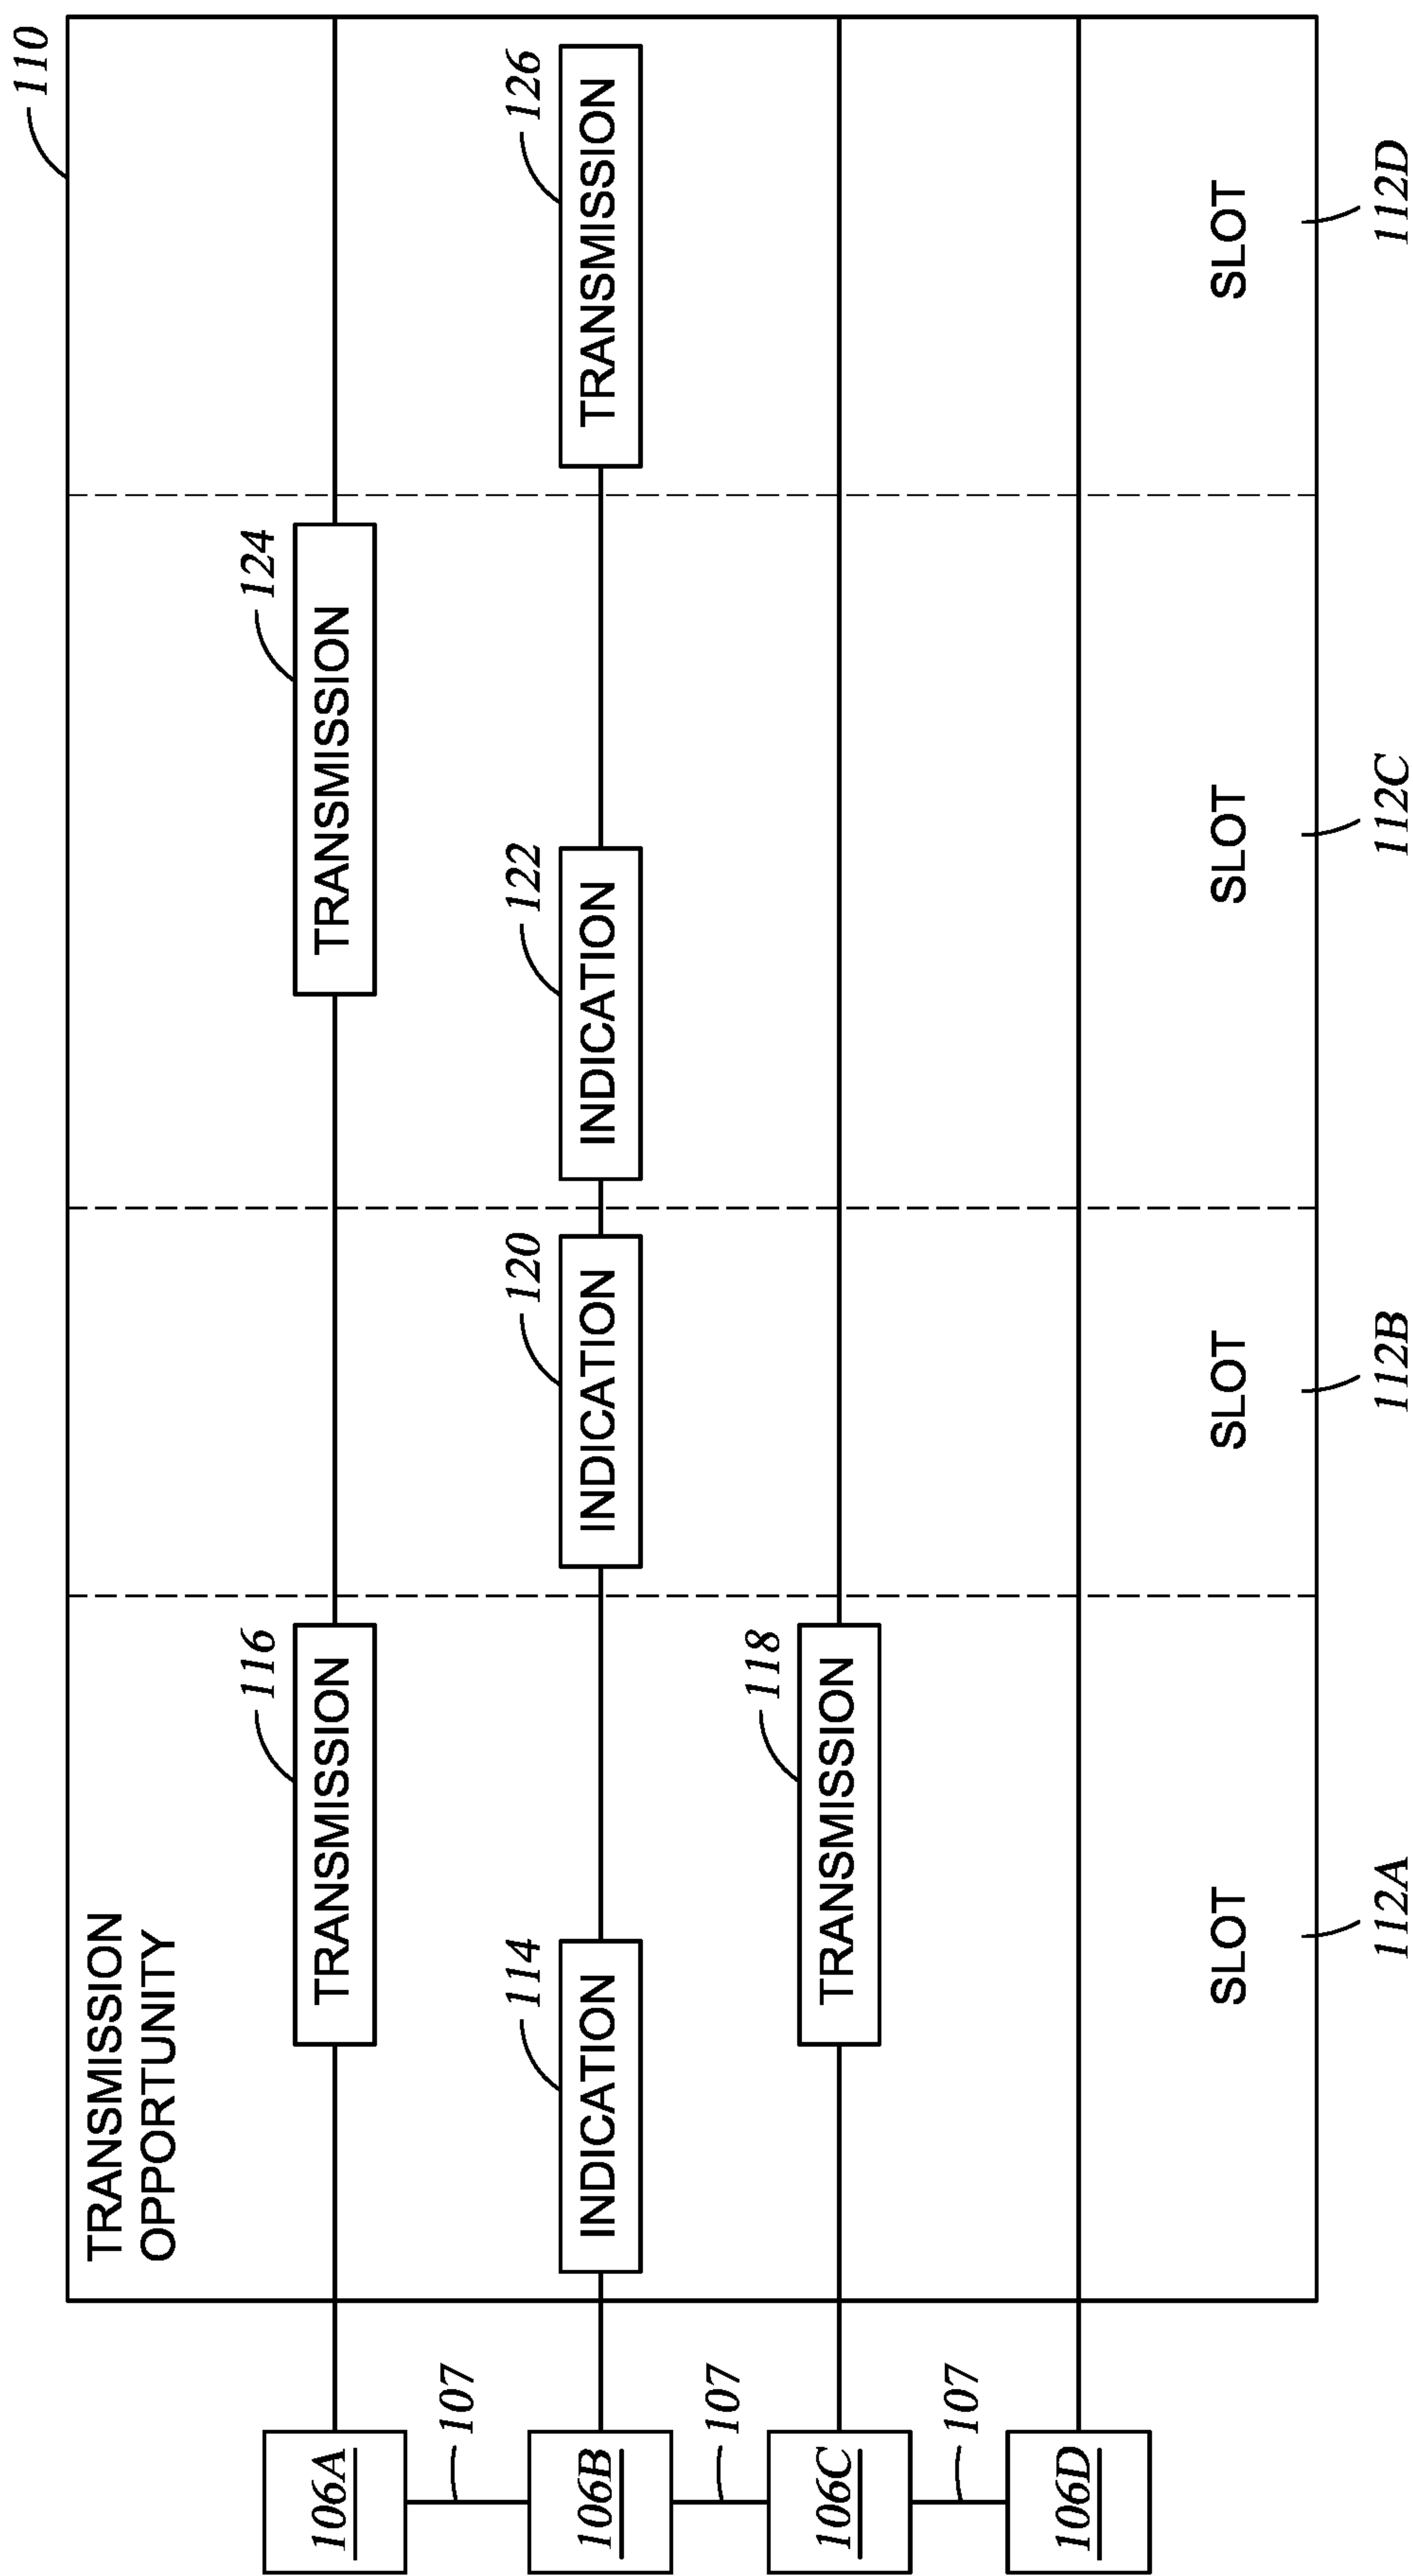 110
TRANSMISSION
OPPORTUNITY
116
124
TRANSMISSION
TRANSMISSION
106A
107
114
120
122
126
INDICATION
INDICATION
INDICATION
TRANSMISSION
106B
107
118
TRANSMISSION
106C
107
106D
SLOT
SLOT
SLOT
SLOT
112A
112B
112C
112D